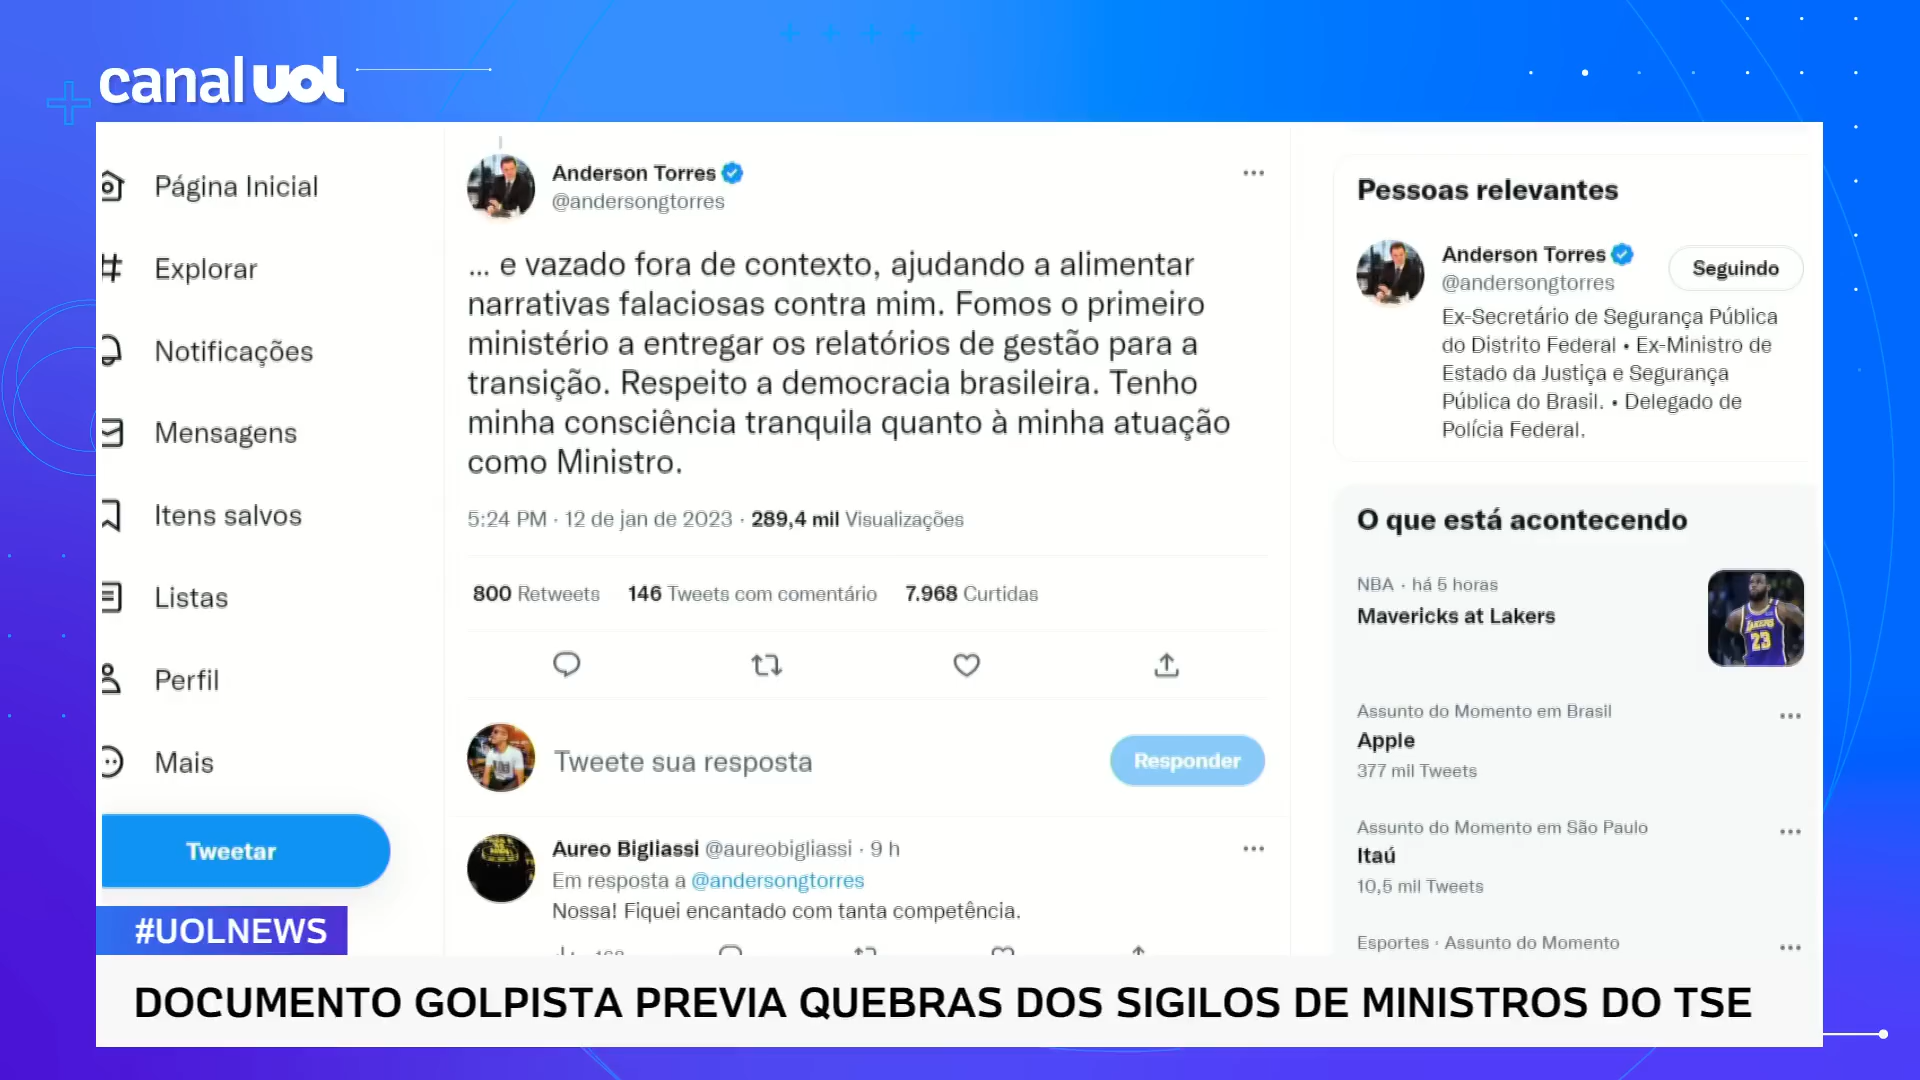 canal uol
Página Inicial
Explorar
Notificações
Mensagens
Itens salvos
Listas
Perfil
Mais
Tweetar
Anderson Torres
@andersongtorres
... e vazado fora de contexto, ajudando a alimentar
narrativas falaciosas contra mim. Fomos o primeiro
ministério a entregar os relatórios de gestão para a
transição. Respeito a democracia brasileira. Tenho
minha consciência tranquila quanto à minha atuação
como Ministro.
5:24 PM · 12 de jan de 2023 · 289,4 mil Visualizações
800 Retweets 146 Tweets com comentário 7.968 Curtidas
Tweete sua resposta
Responder
Aureo Bigliassi @aureobigliassi · 9 h
Em resposta a @andersongtorres
Nossa! Fiquei encantado com tanta competência.
Pessoas relevantes
Anderson Torres
@andersongtorres
Seguindo
Ex-Secretário de Segurança Pública
do Distrito Federal • Ex-Ministro de
Estado da Justiça e Segurança
Pública do Brasil. • Delegado de
Polícia Federal.
O que está acontecendo
NBA · há 5 horas
Mavericks at Lakers
LAKERS
23
Assunto do Momento em Brasil
Apple
377 mil Tweets
Assunto do Momento em São Paulo
Itaú
10,5 mil Tweets
Esportes · Assunto do Momento
#UOLNEWS
DOCUMENTO GOLPISTA PREVIA QUEBRAS DOS SIGILOS DE MINISTROS DO TSE